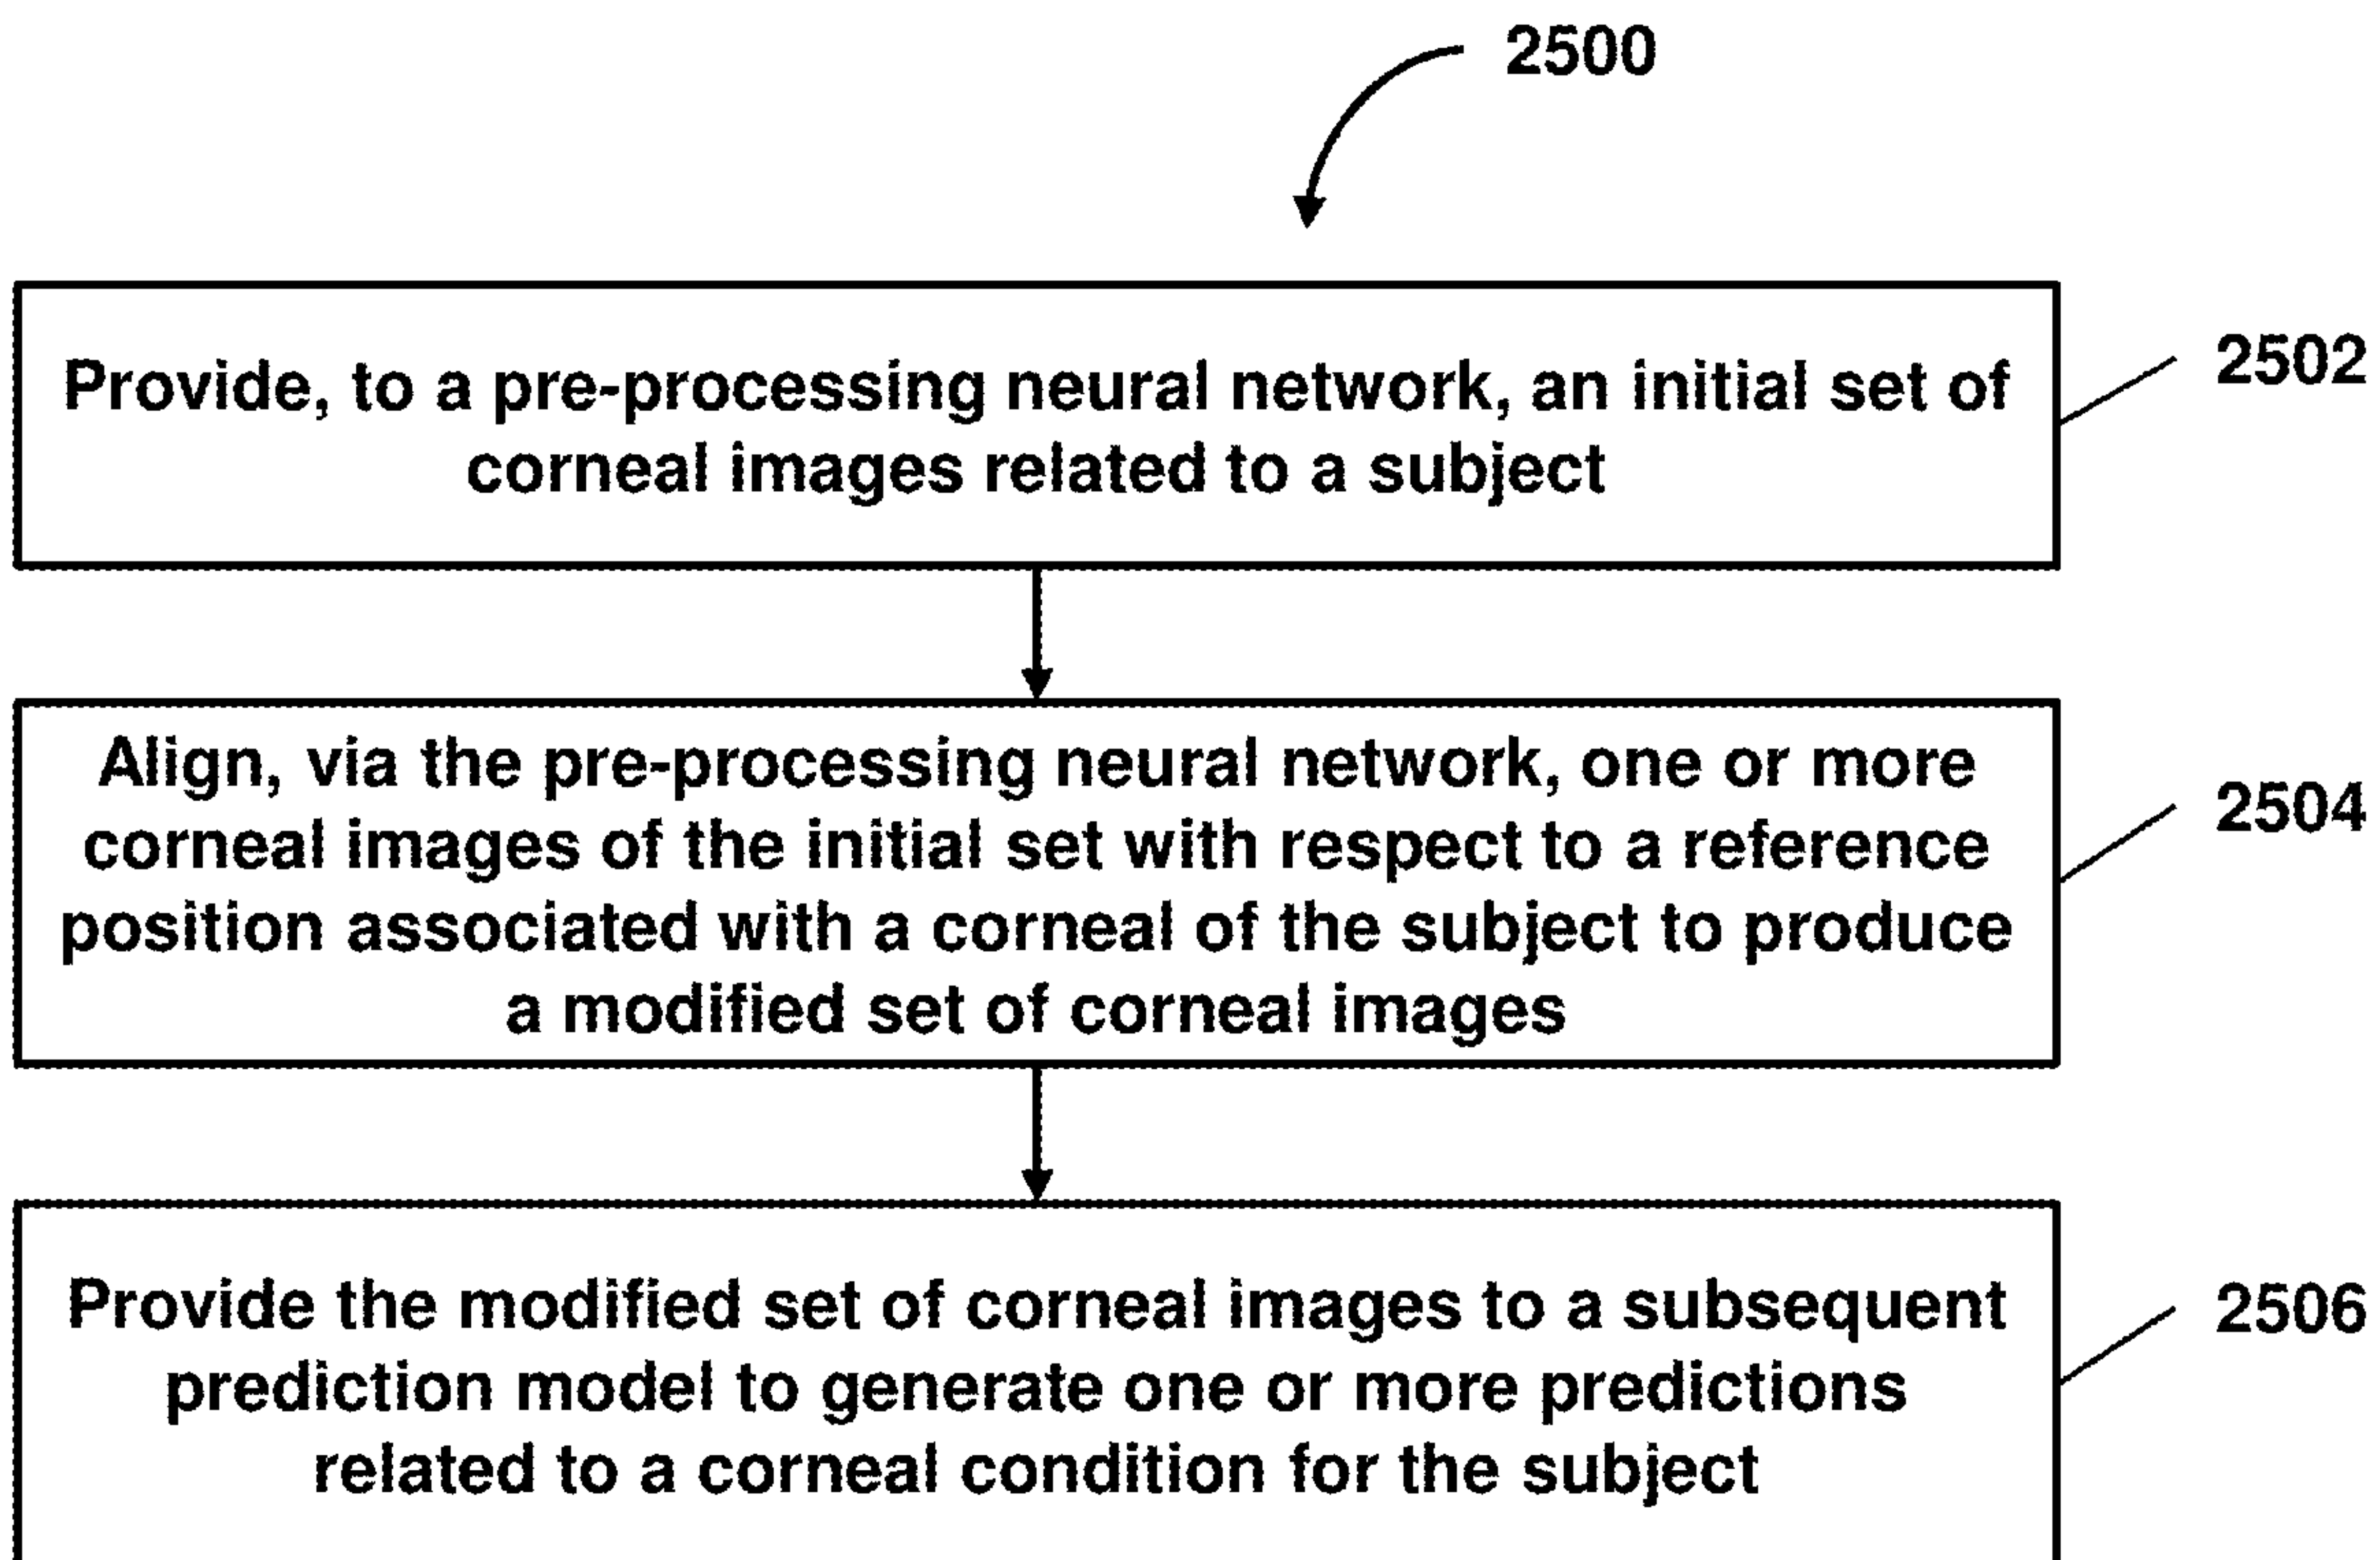 2500
Provide, to a pre-processing neural network, an initial set of
corneal images related to a subject
2502
Align, via the pre-processing neural network, one or more
corneal images of the initial set with respect to a reference
position associated with a corneal of the subject to produce
a modified set of corneal images
2504
Provide the modified set of corneal images to a subsequent
prediction model to generate one or more predictions
related to a corneal condition for the subject
2506